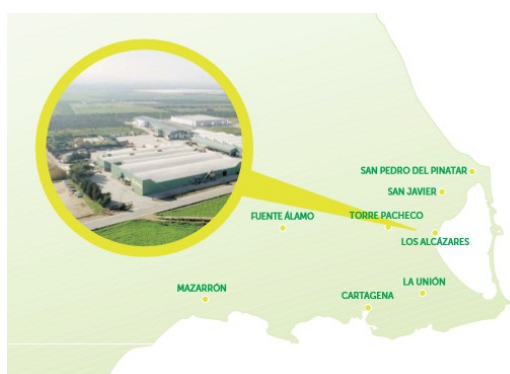 SAN PEDRO DEL PINATAR
SAN JAVIER
TORRE PACHECO
FUENTE ÁLAMO
LOS ALCÁZARES
LA UNIÓN
MAZARRÓN
CARTAGENA